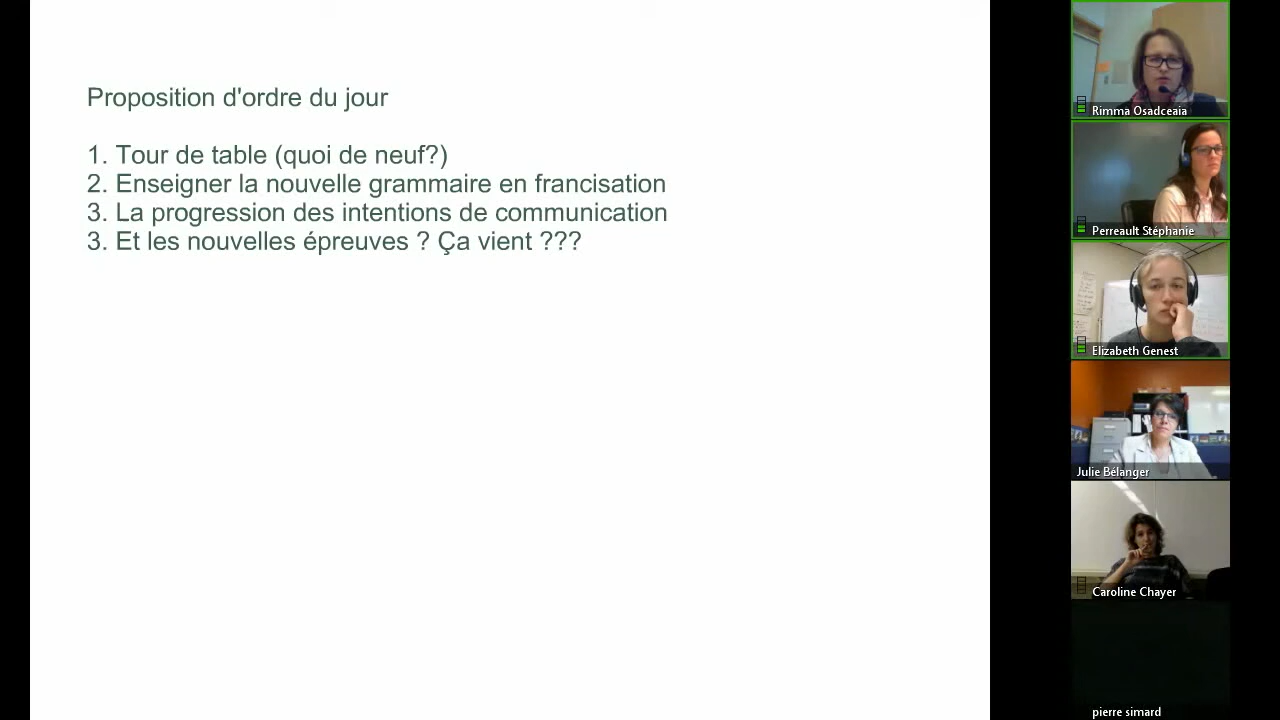 Proposition d'ordre du jour
1. Tour de table (quoi de neuf?)
2. Enseigner la nouvelle grammaire en francisation
3. La progression des intentions de communication
3. Et les nouvelles épreuves ? Ça vient ???
Rimma Osadceaia
Perreault Stéphanie
Elizabeth Genest
Julie Bélanger
Caroline Chayer
pierre simard